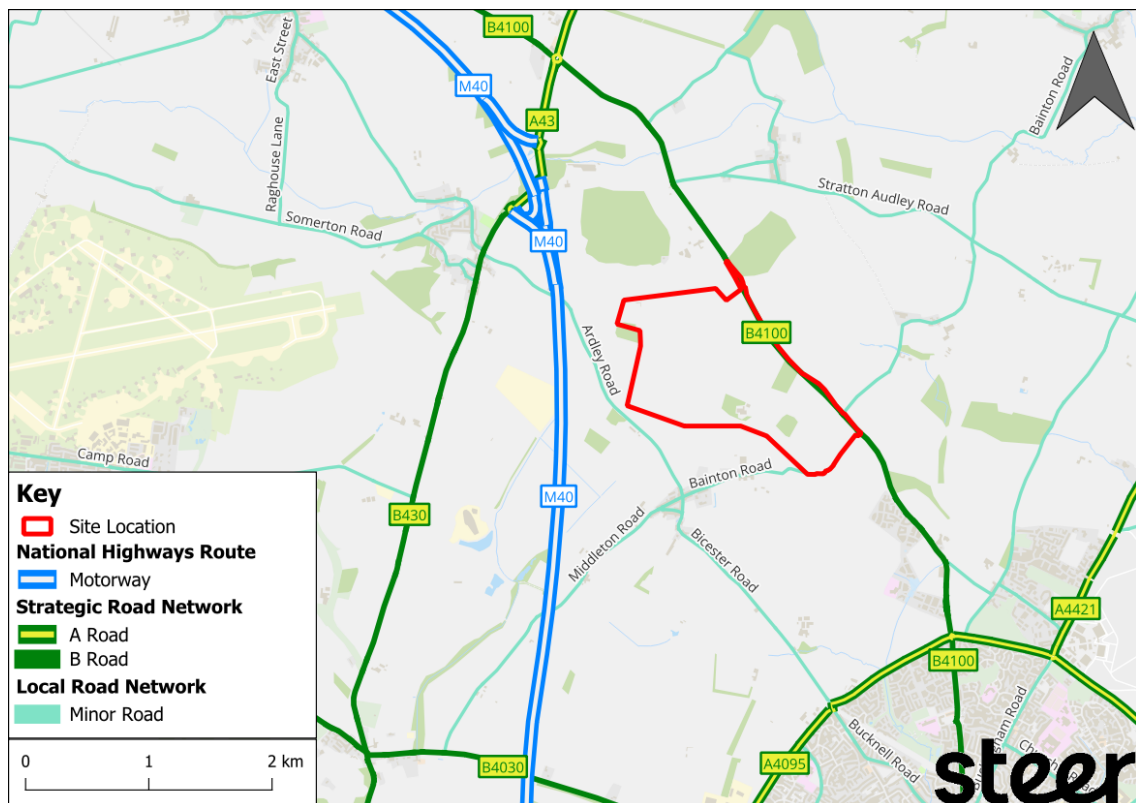 B4100
East Street
M40
A43
Bainton Road
Raghouse Lane
Stratton Audley Road
Somerton Road
M40
Ardley Road
B4100
Camp Road
Bainton Road
M40
B430
Middleton Road
Bicester Road
A4421
B4100
Bucknell Road
A4095
B4030
Key
Site Location
National Highways Route
Motorway
Strategic Road Network
A Road
B Road
Local Road Network
Minor Road
0 1 2 km
steer